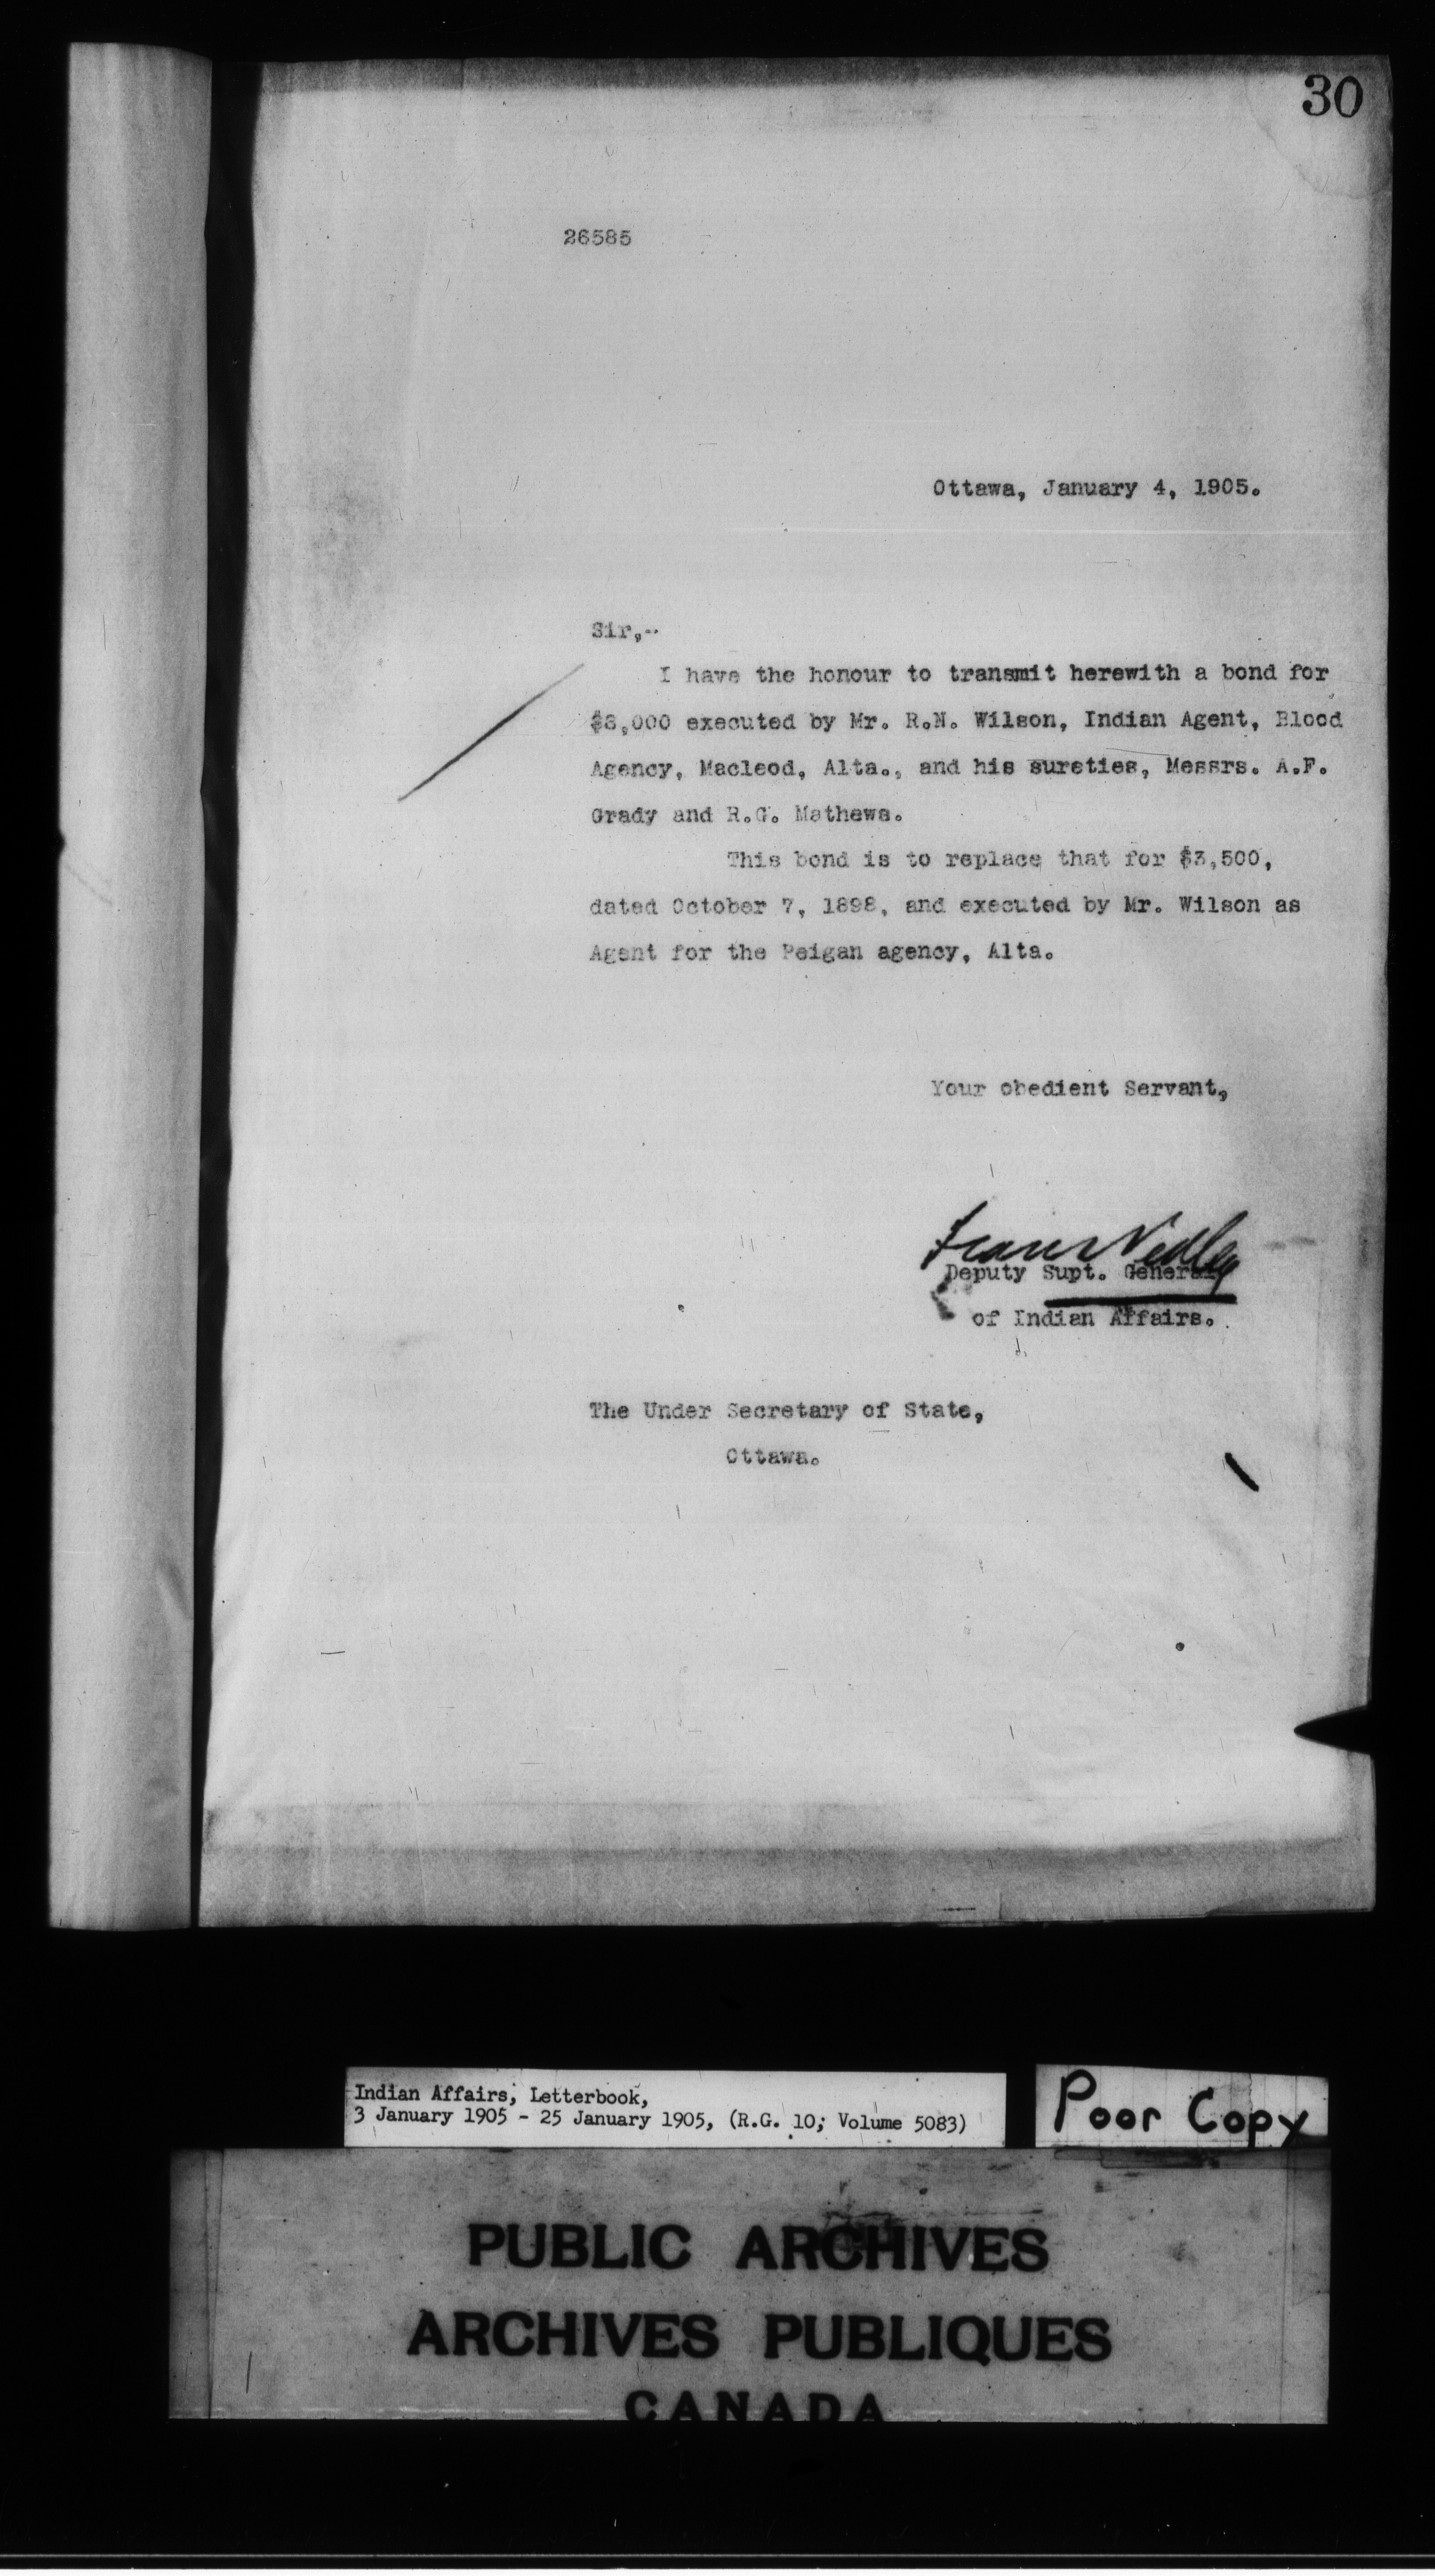 30
26585
Ottawa, January 4, 1905.
Sir,--
I have the honour to transmit herewith a bond for
executed by Mr. R.N. Wilson, Indian Agent, Blood
Agency, Macleod, Alta., and his sureties, Messrs. A.F.
Grady and R.G. Mathews.
This bond is to replace that for $3,500,
dated October 7, 1898, and executed by Mr. Wilson as
Agent for the Peigan agency, Alta.
Your obedient Servant,
Deputy Supt. General
of Indian Affairs.
The Under Secretary of State,
Ottawa.
Indian Affairs, Letterbook,
3 January 1905 - 25 January 1905, (R.G. 10; Volume 5083)
Poor Copy
PUBLIC ARCHIVES
ARCHIVES PUBLIQUES
CANADA